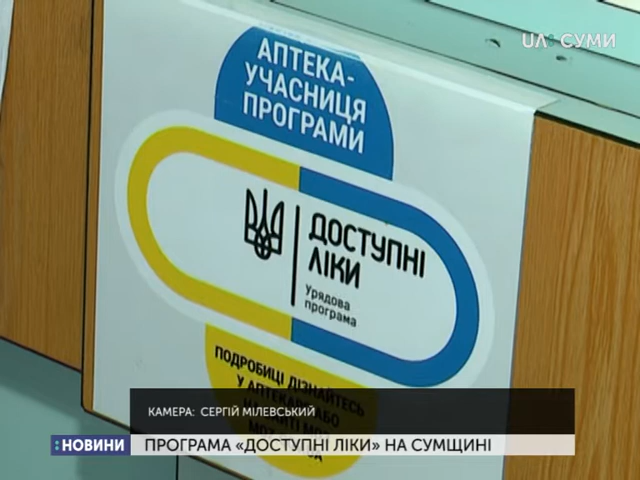 UA: СУМИ
АПТЕКА-
УЧАСНИЦЯ
ПРОГРАМИ
ДОСТУПНІ
ЛІКИ
Урядова
програма
ПОДРОБИЦІ ДІЗНАЙТЕСЬ
КАМЕРА: СЕРГІЙ МІЛЕВСЬКИЙ
:НОВИНИ
ПРОГРАМА «ДОСТУПНІ ЛІКИ» НА СУМЩИНІ